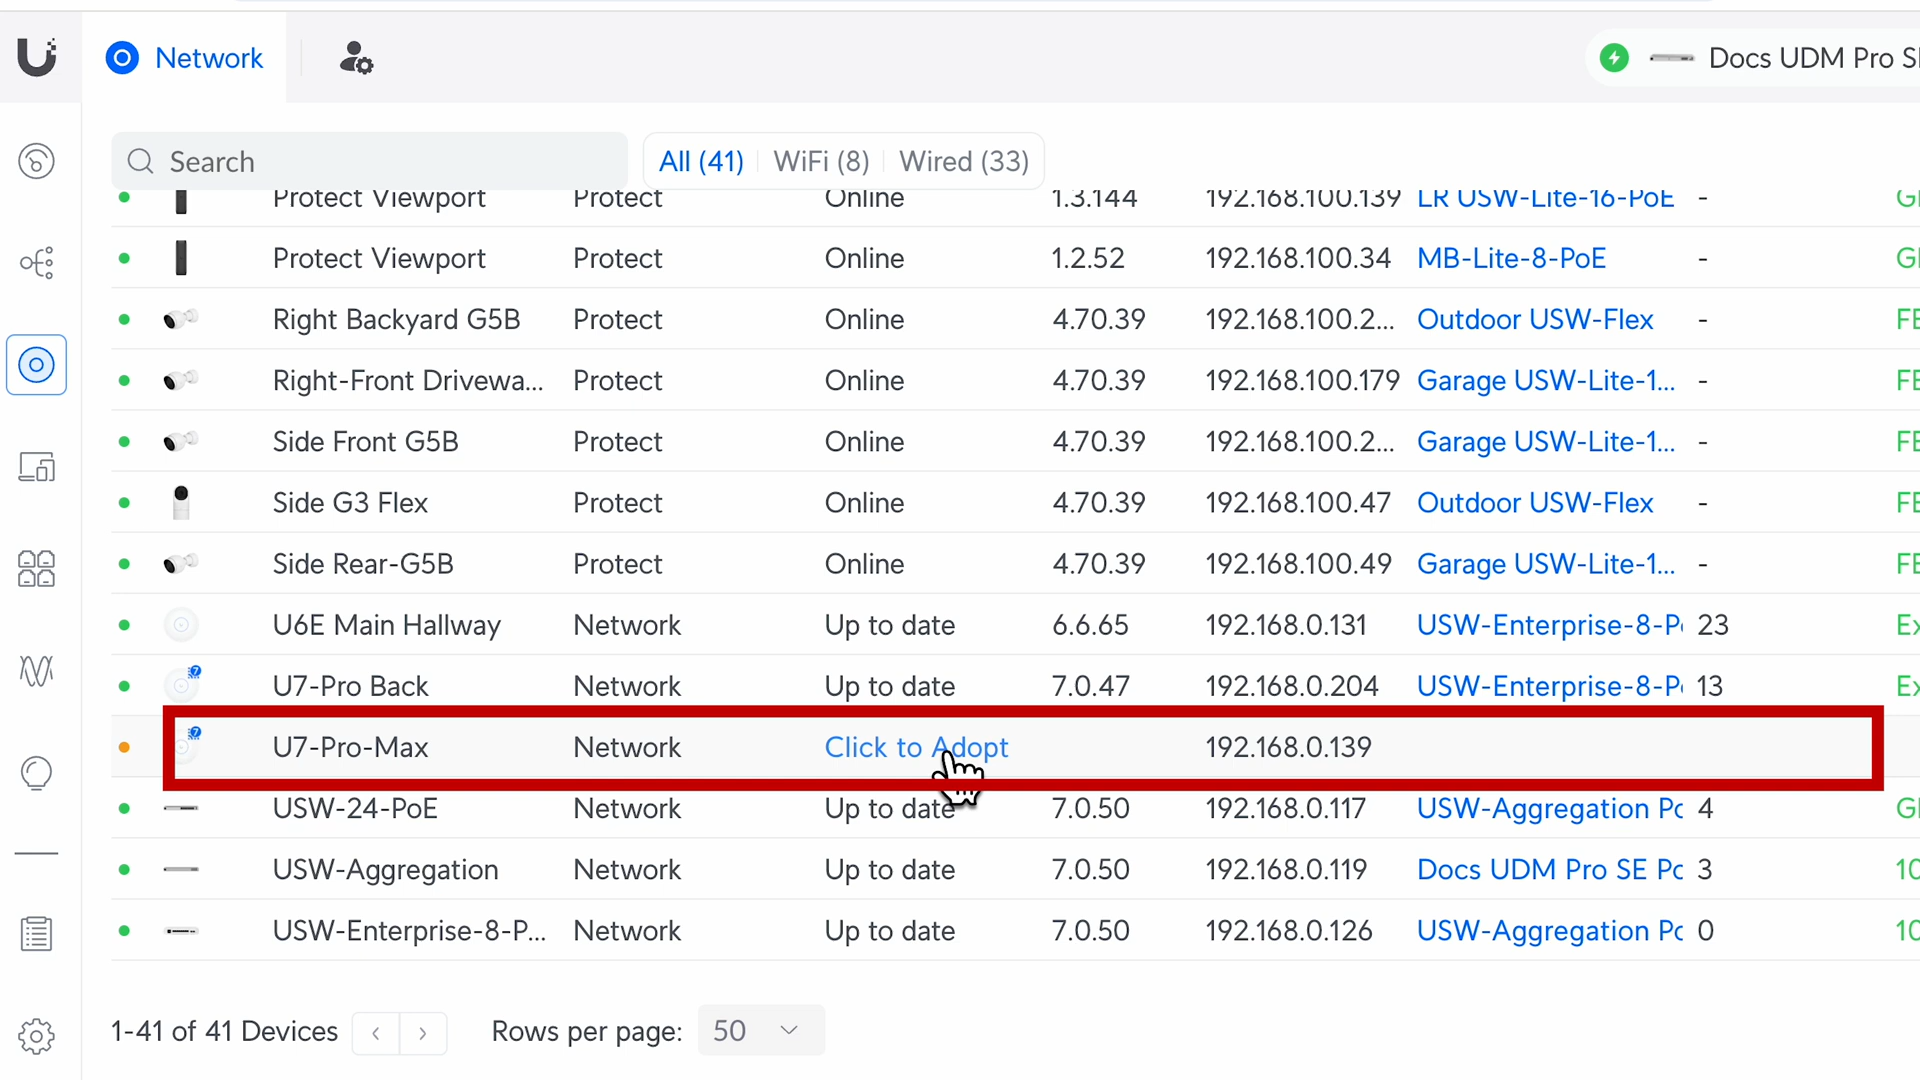 Network
Docs UDM Pro
Search
All (41) WiFi (8) Wired (33)
Protect Viewport Protect Online 1.3.144 192.168.100.139 LR USW-Lite-16-PoE -
Protect Viewport Protect Online 1.2.52 192.168.100.34 MB-Lite-8-PoE -
Right Backyard G5B Protect Online 4.70.39 192.168.100.2... Outdoor USW-Flex -
Right-Front Drivewa... Protect Online 4.70.39 192.168.100.179 Garage USW-Lite-1... -
Side Front G5B Protect Online 4.70.39 192.168.100.2... Garage USW-Lite-1... -
Side G3 Flex Protect Online 4.70.39 192.168.100.47 Outdoor USW-Flex -
Side Rear-G5B Protect Online 4.70.39 192.168.100.49 Garage USW-Lite-1... -
U6E Main Hallway Network Up to date 6.6.65 192.168.0.131 USW-Enterprise-8-P 23
U7-Pro Back Network Up to date 7.0.47 192.168.0.204 USW-Enterprise-8-P 13
U7-Pro-Max Network Click to Adopt 192.168.0.139
USW-24-PoE Network Up to date 7.0.50 192.168.0.117 USW-Aggregation 4
USW-Aggregation Network Up to date 7.0.50 192.168.0.119 Docs UDM Pro SE 3
USW-Enterprise-8-P... Network Up to date 7.0.50 192.168.0.126 USW-Aggregation 0
1-41 of 41 Devices Rows per page: 50